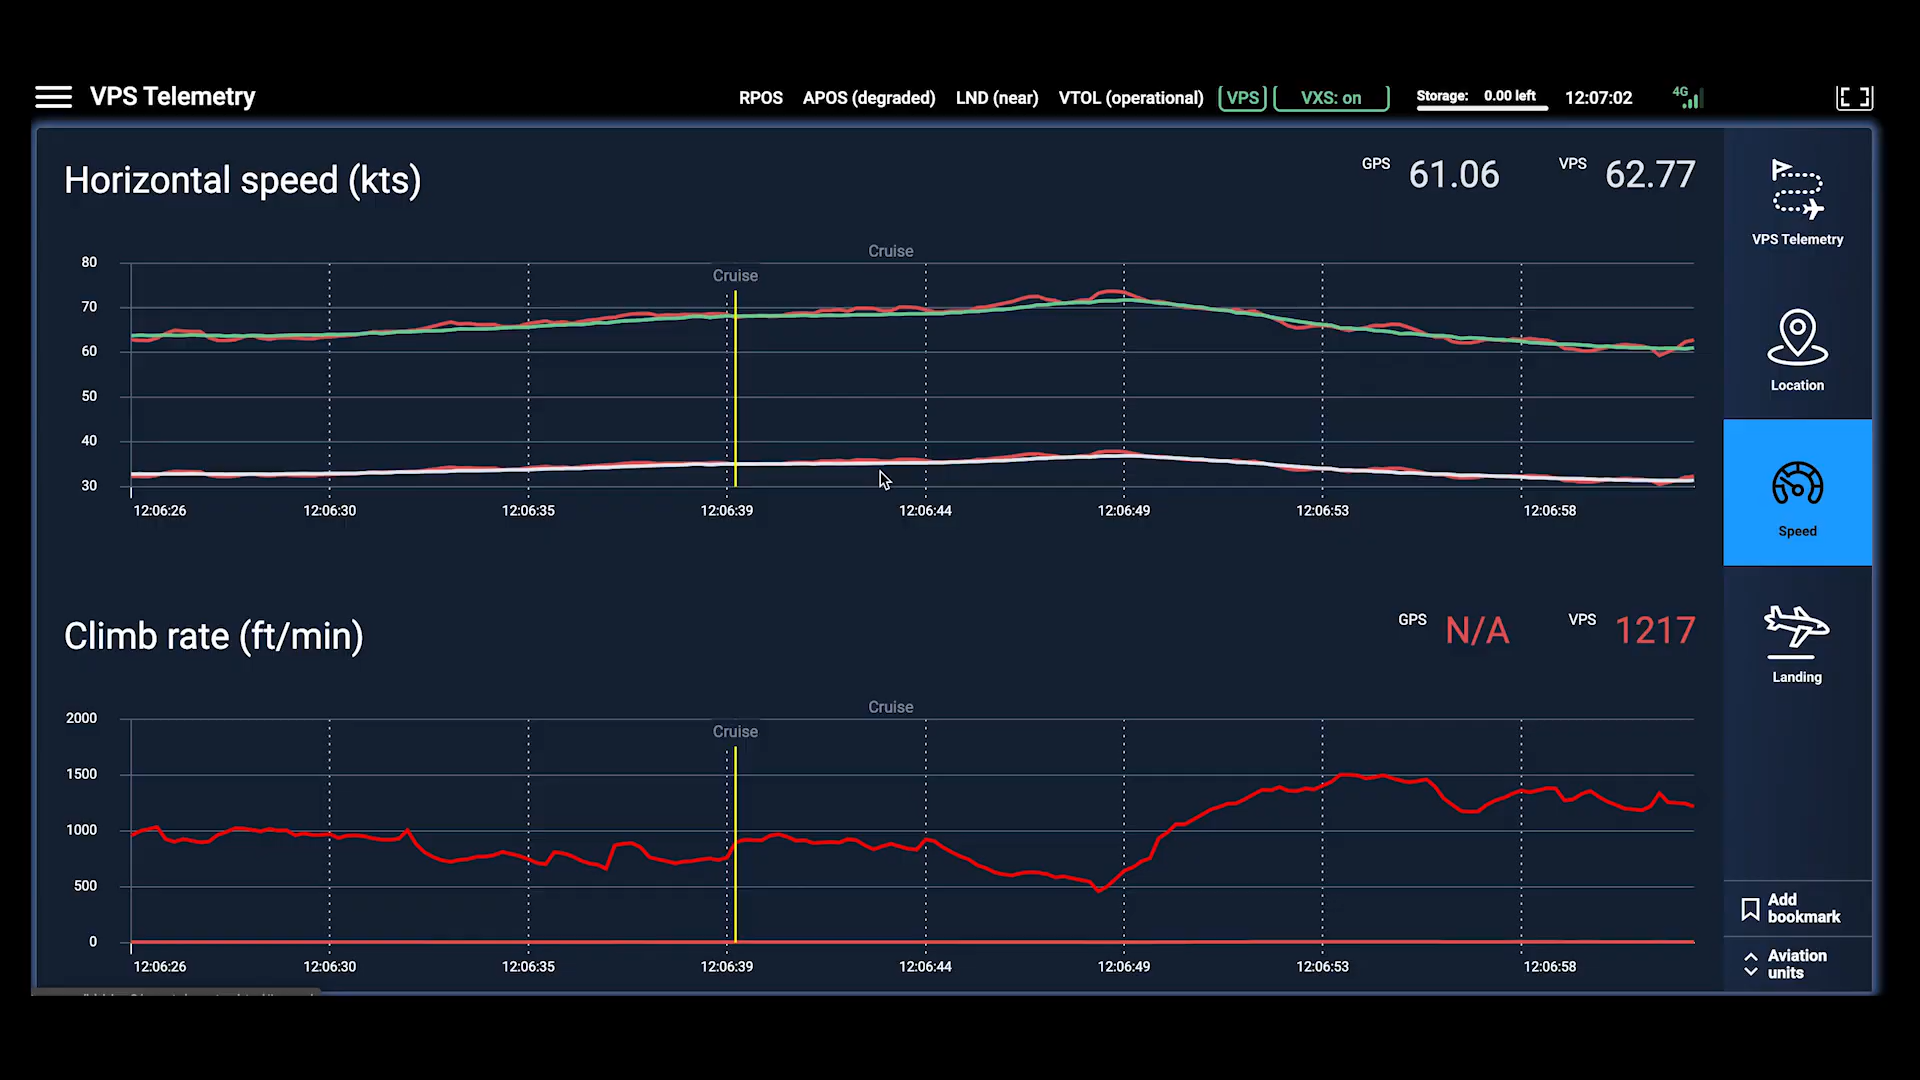 VPS Telemetry
RPOS APOS (degraded) LND (near) VTOL (operational) VPS VXS: on Storage: 0.00 left 12:07:02 4G
Horizontal speed (kts)
GPS 61.06 VPS 62.77
Cruise
Cruise
80
70
60
50
40
30
12:06:26 12:06:30 12:06:35 12:06:39 12:06:44 12:06:49 12:06:53 12:06:58
Climb rate (ft/min)
GPS N/A VPS 1217
Cruise
Cruise
2000
1500
1000
500
0
12:06:26 12:06:30 12:06:35 12:06:39 12:06:44 12:06:49 12:06:53 12:06:58
VPS Telemetry
Location
Speed
Landing
Add
bookmark
Aviation
units